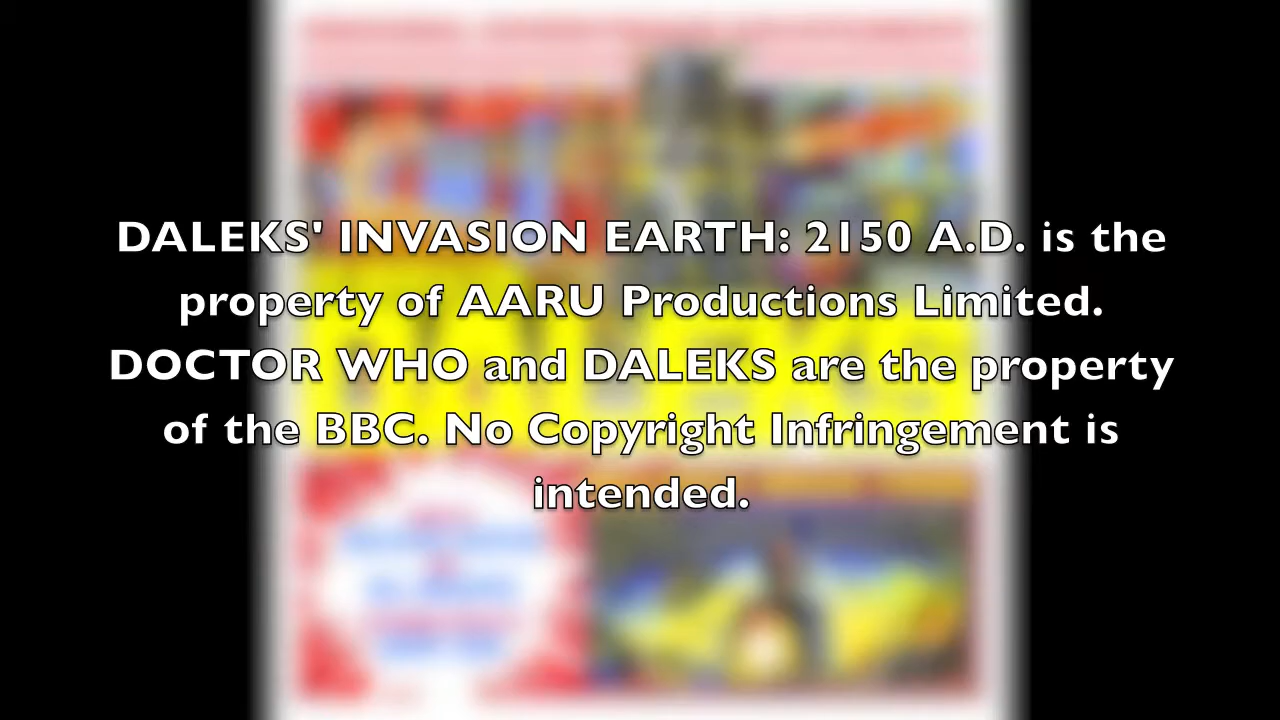 DALEKS' INVASION EARTH: 2150 A.D. is the
property of AARU Productions Limited.
DOCTOR WHO and DALEKS are the property
of the BBC. No Copyright Infringement is
intended.